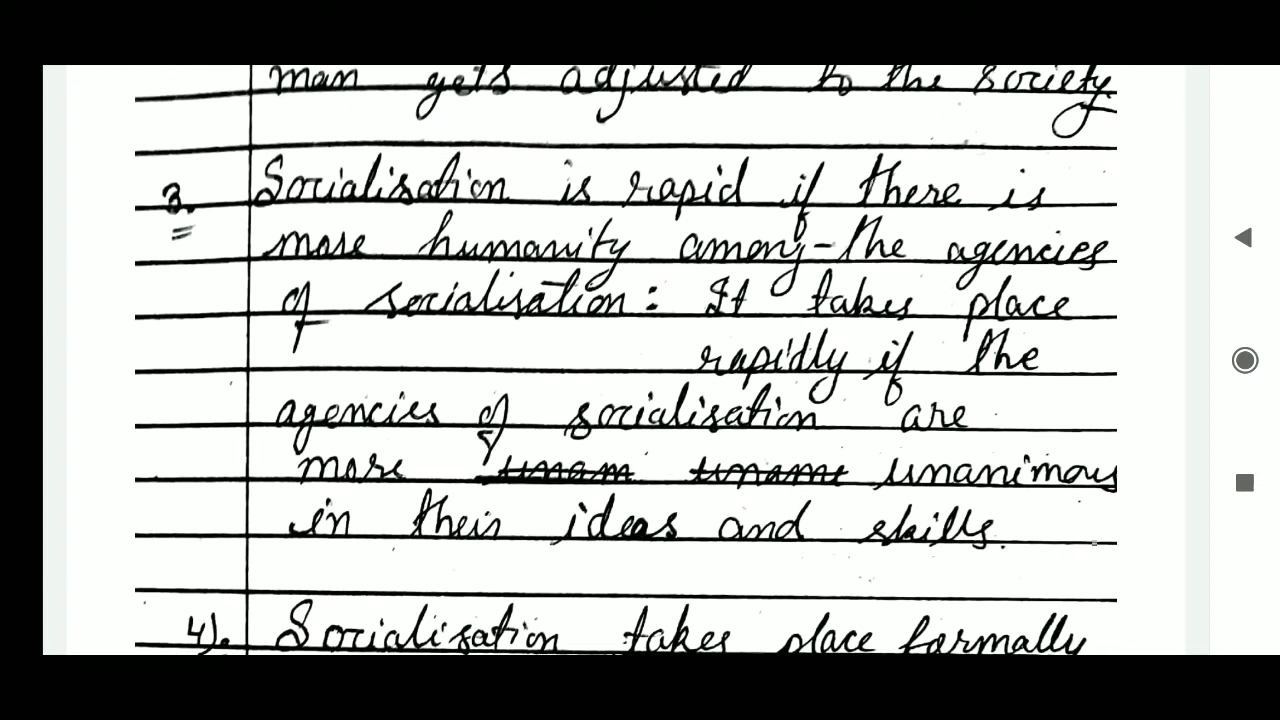 man gets adjusted to the society.
3. Socialisation is rapid if there is
more humanity among the agencies
of socialisation: It takes place
rapidly if the
agencies of socialisation are
more unam uname unanimous
in their ideas and skills.
4). Socialisation takes place formally